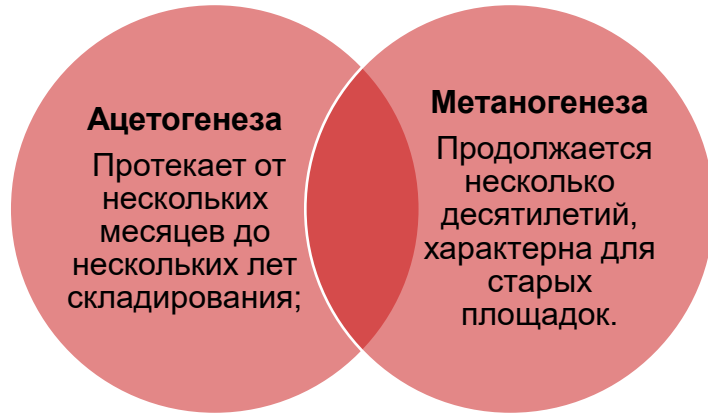 Ацетогенеза
Протекает от
нескольких
месяцев до
нескольких лет
складирования;
Метаногенеза
Продолжается
несколько
десятилетий,
характерна для
старых
площадок.